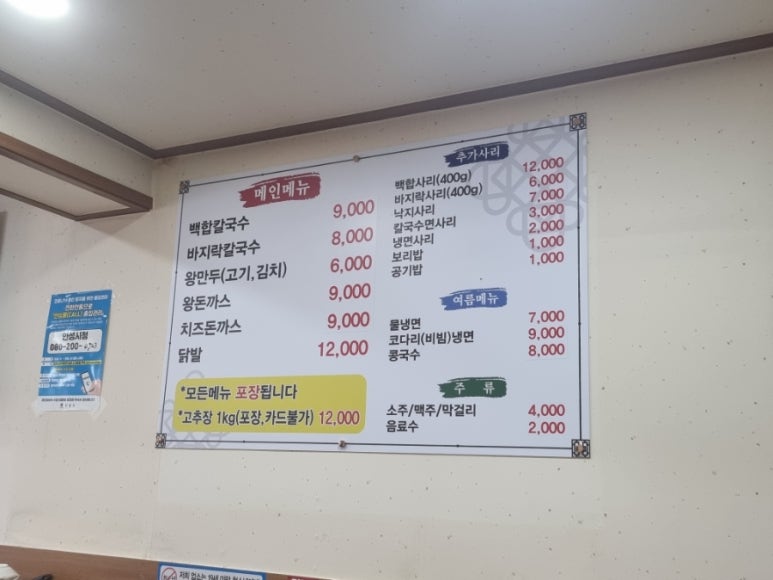 메인메뉴
백합칼국수 9,000
바지락칼국수 8,000
왕만두(고기,김치) 6,000
왕돈까스 9,000
치즈돈까스 9,000
닭발 12,000
*모든메뉴 포장됩니다
*고추장 1kg(포장,카드불가) 12,000
추가사리
백합사리(400g) 12,000
바지락사리(400g) 6,000
낙지사리 7,000
칼국수면사리 3,000
냉면사리 2,000
보리밥 1,000
공기밥 1,000
여름메뉴
물냉면 7,000
코다리(비빔)냉면 9,000
콩국수 8,000
주 류
소주/맥주/막걸리 4,000
음료수 2,000
안성시청
080-200-